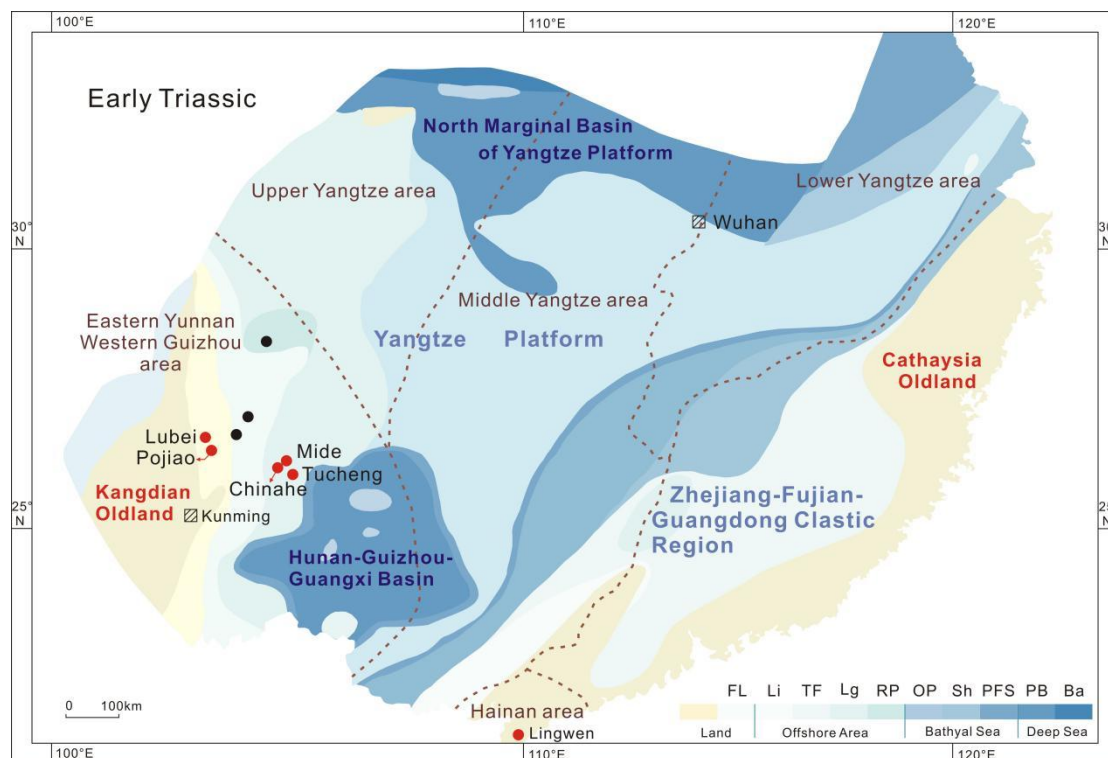 100°E
110°E
120°E
Early Triassic
North Marginal Basin
of Yangtze Platform
Upper Yangtze area
Lower Yangtze area
30°
N
Wuhan
30
N
Middle Yangtze area
Eastern Yunnan
Western Guizhou
area
Yangtze Platform
Cathaysia
Oldland
Lubei
Pojiao
Mide
Tucheng
Chinahe
Kangdian
Oldland
Kunming
25°
N
25
N
Zhejiang-Fujian-
Guangdong Clastic
Region
Hunan-Guizhou-
Guangxi Basin
FL Li TF Lg RP OP Sh PFS PB Ba
Land Offshore Area Bathyal Sea Deep Sea
0 100km
Hainan area
Lingwen
100°E
110°E
120°E